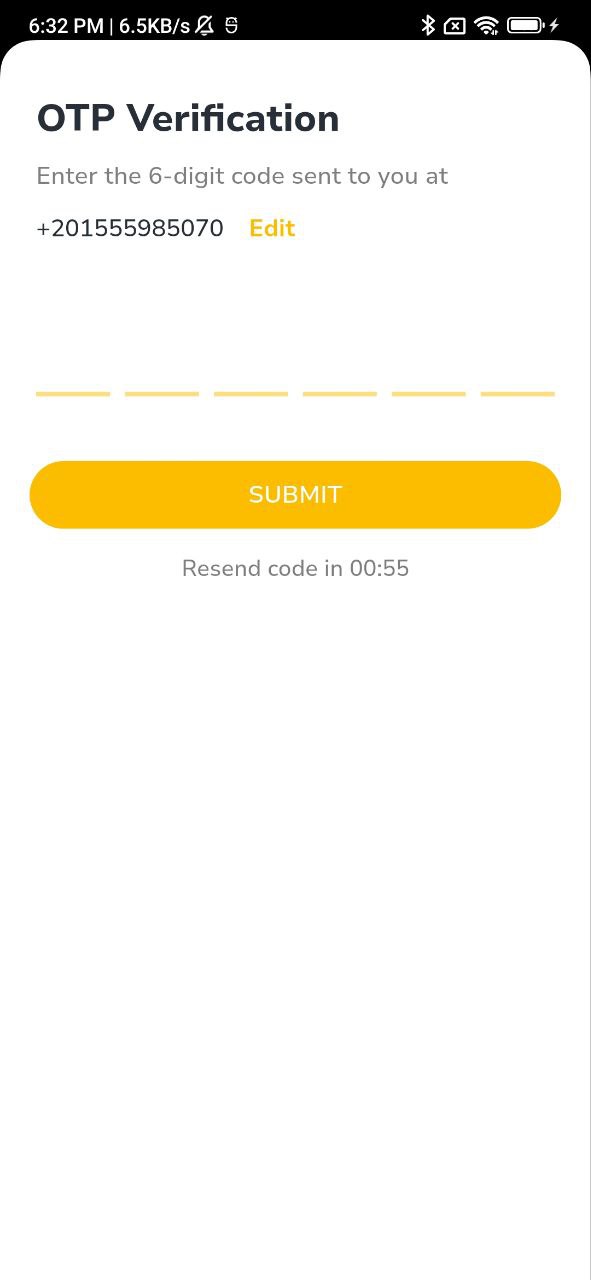 6:32 PM | 6.5KB/s
OTP Verification
Enter the 6-digit code sent to you at
+201555985070 Edit
SUBMIT
Resend code in 00:55